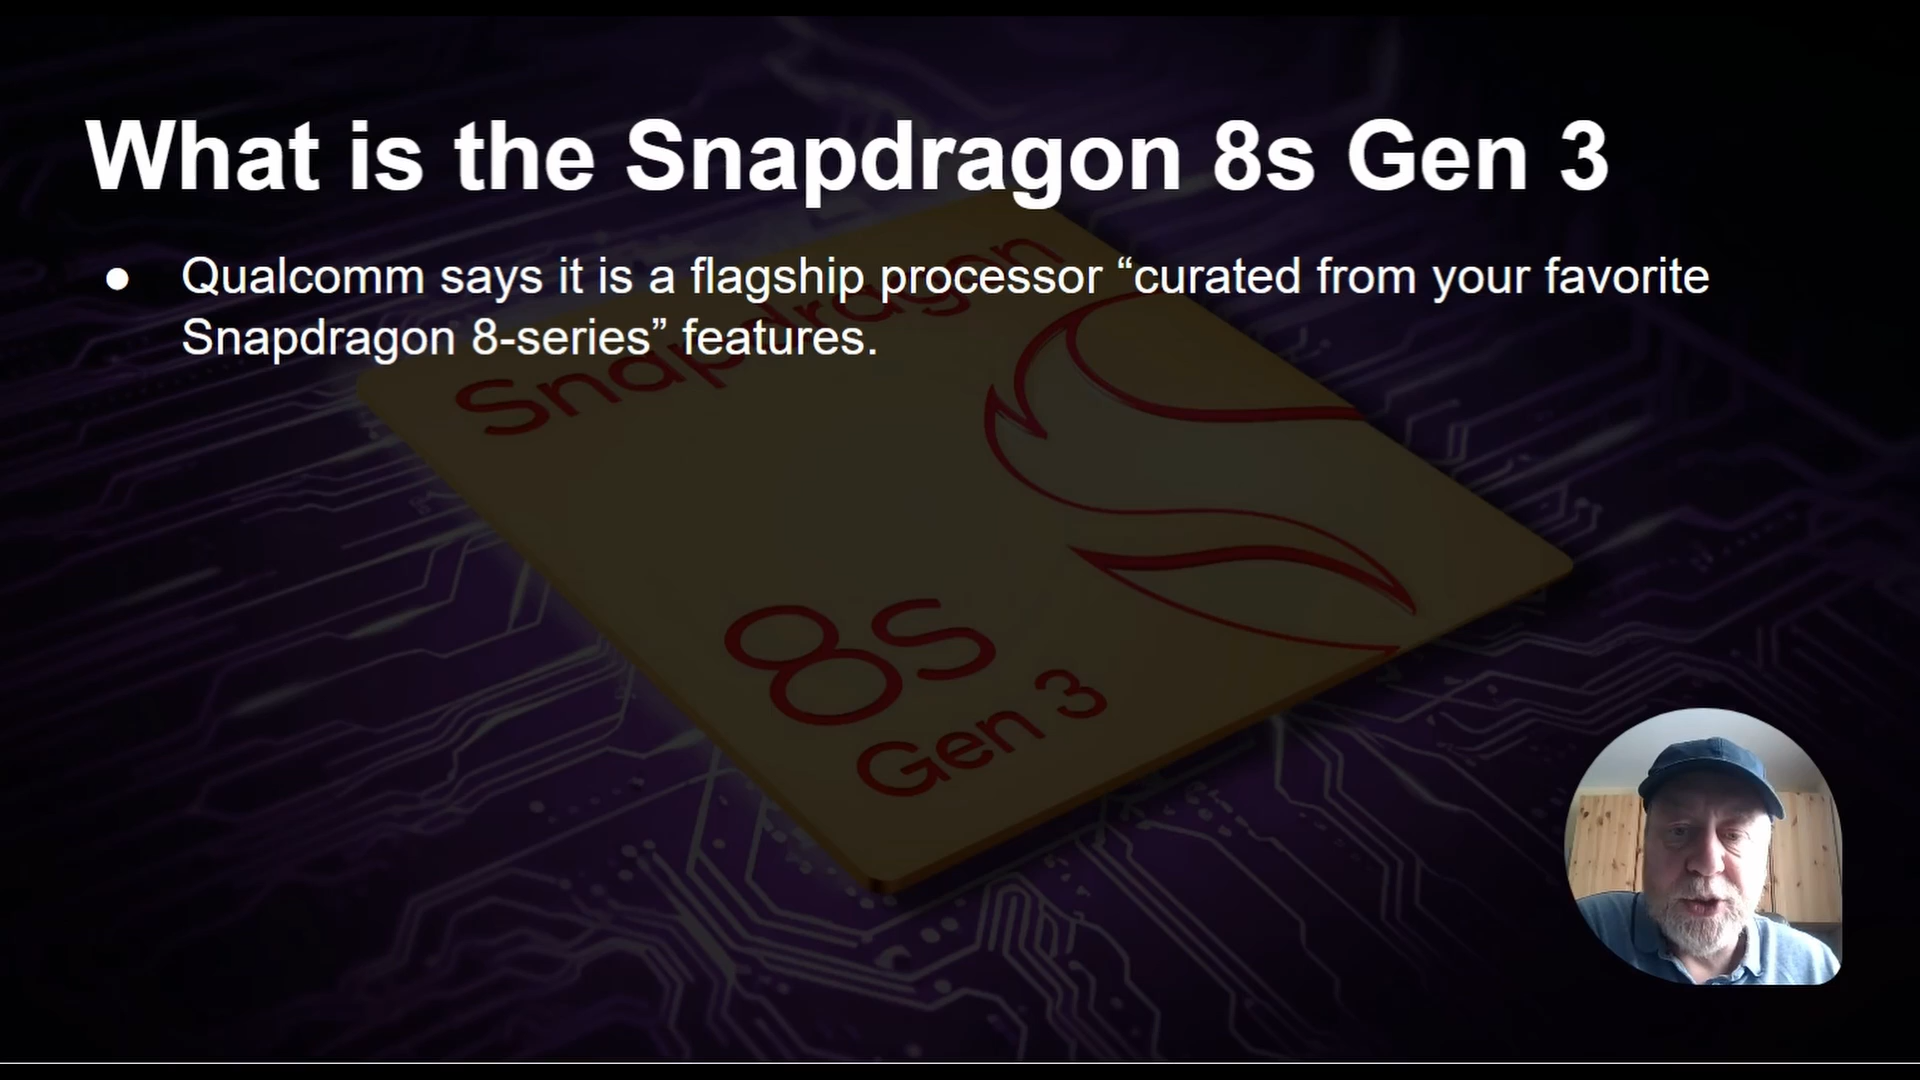 What is the Snapdragon 8s Gen 3
● Qualcomm says it is a flagship processor “curated from your favorite
Snapdragon 8-series” features.
Snapdragon
8s
Gen 3